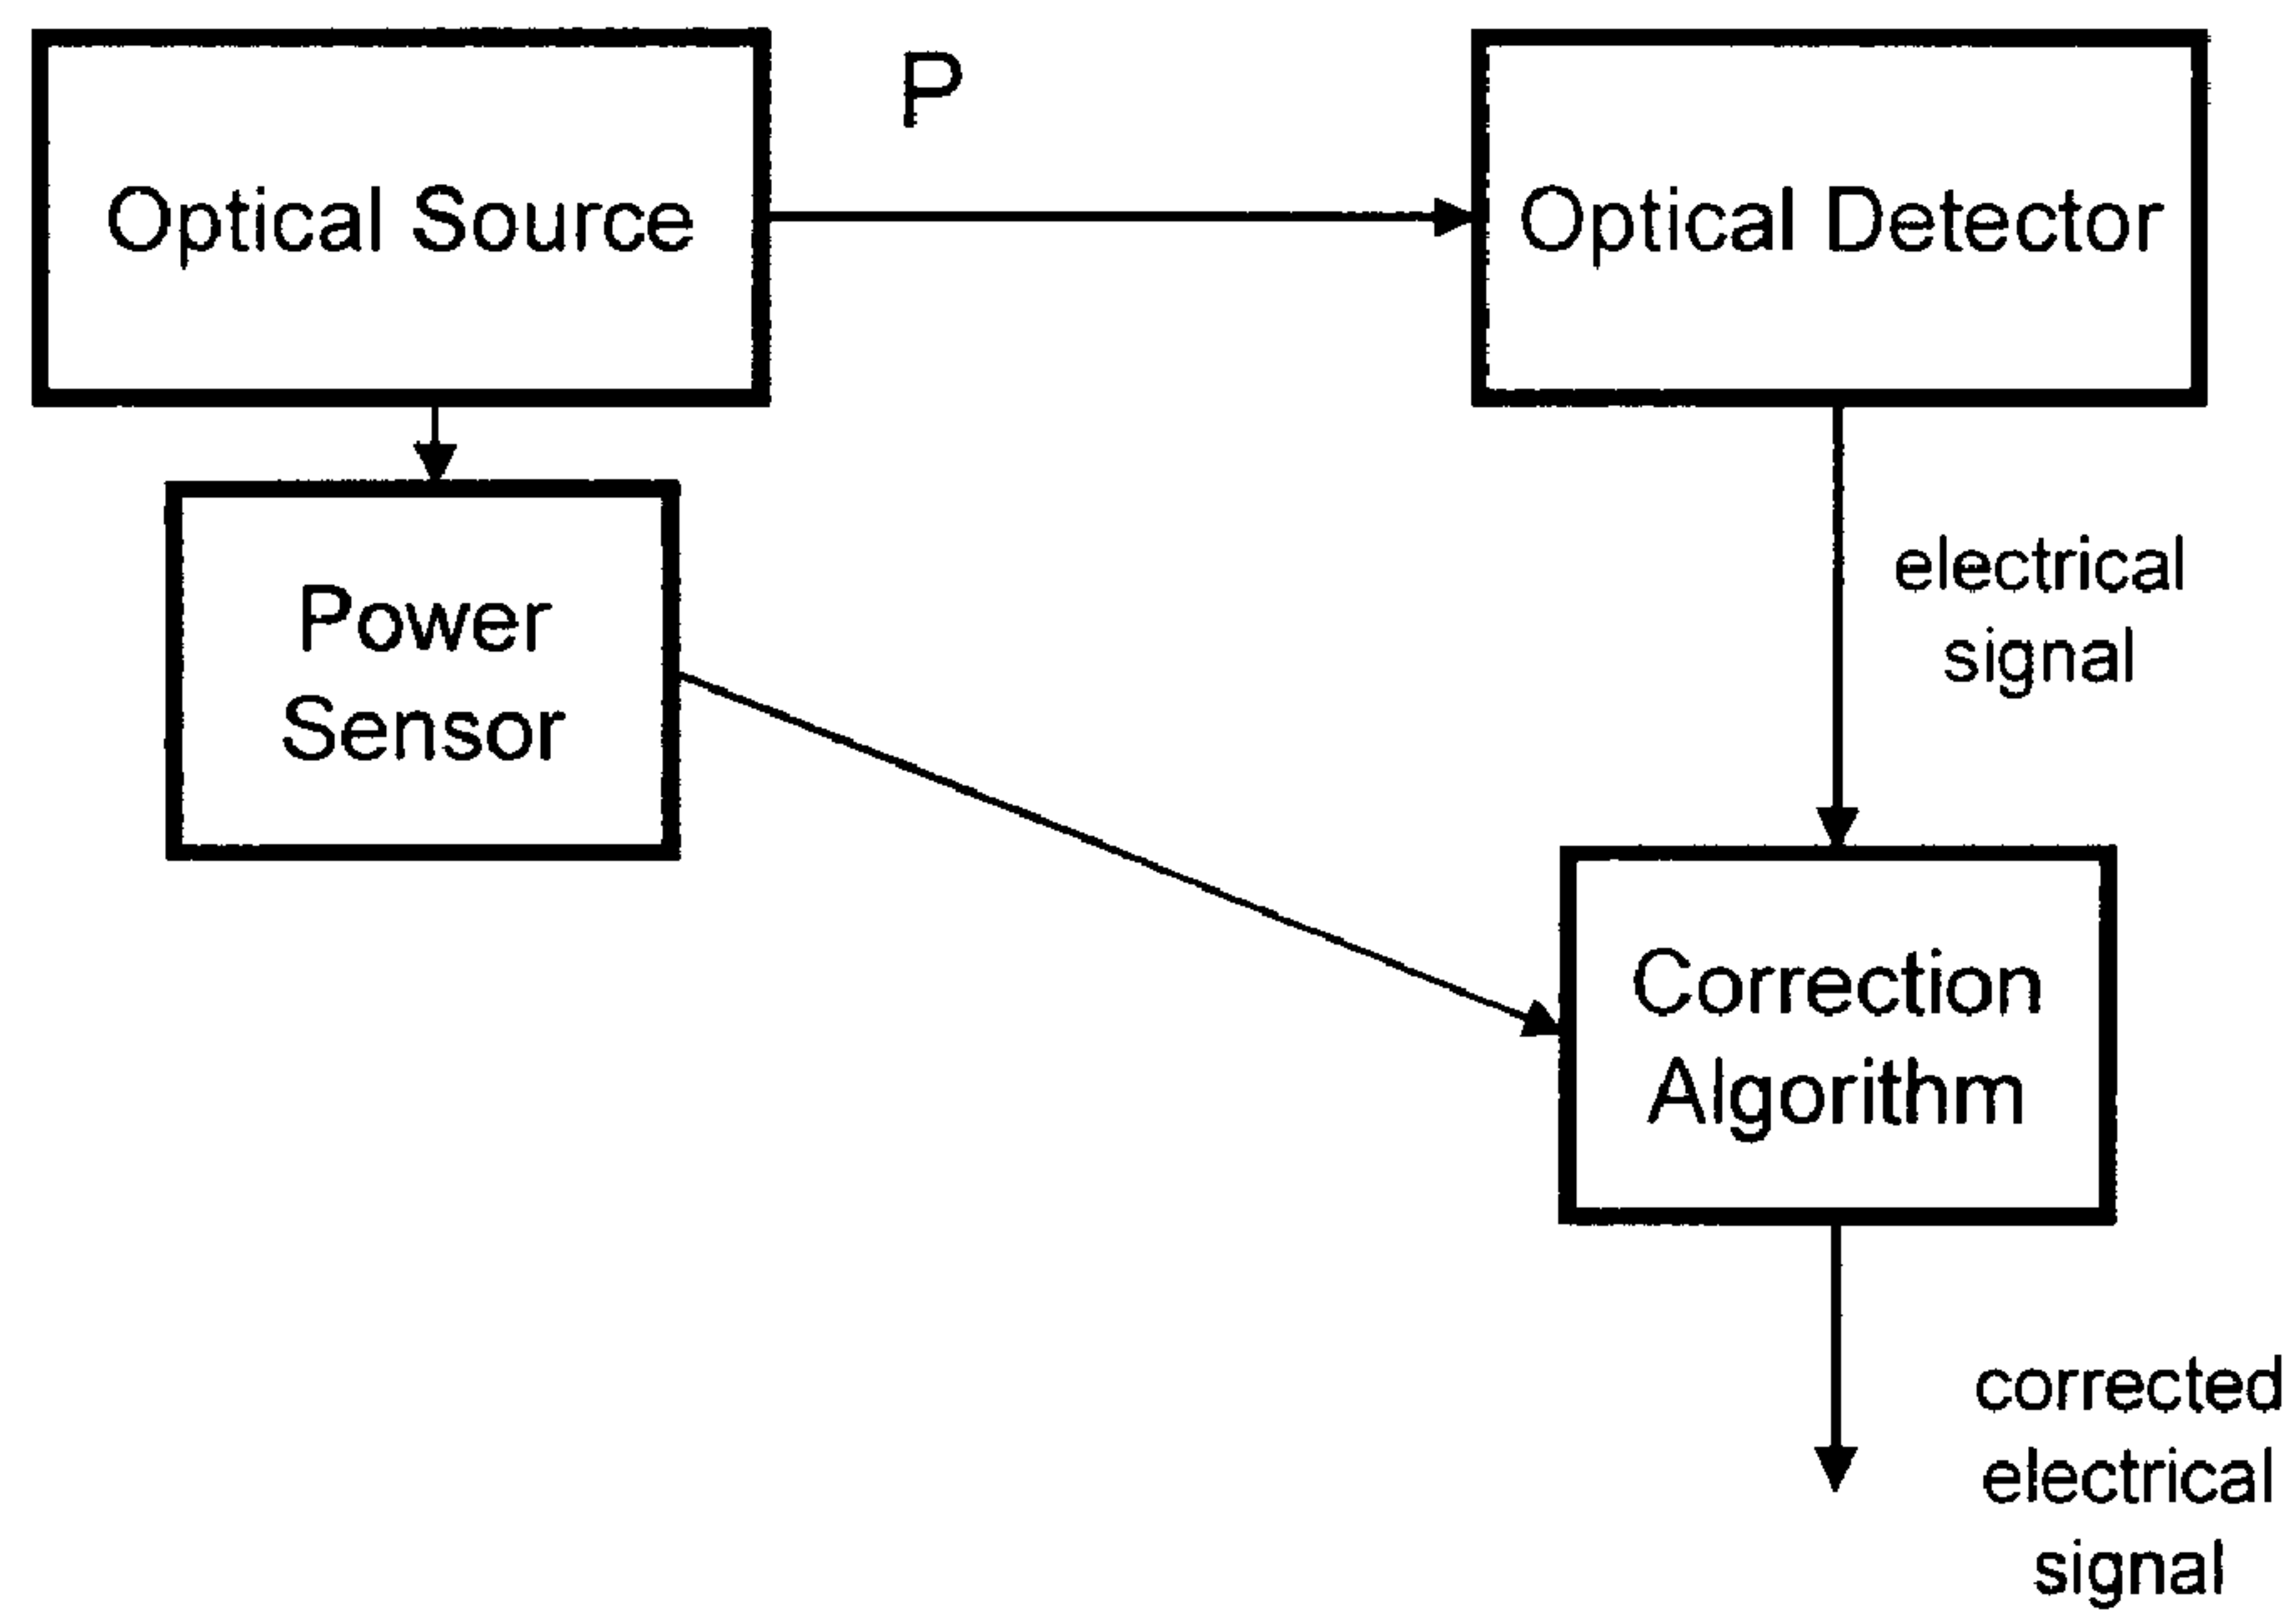 P
Optical Source
Optical Detector
Power
Sensor
electrical
signal
Correction
Algorithm
corrected
electrical
signal